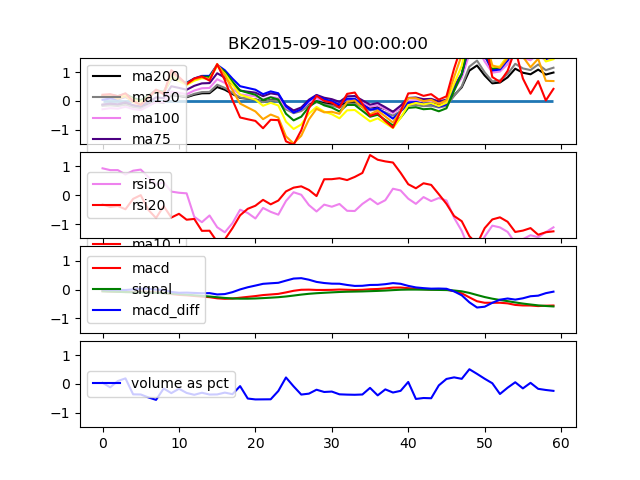 BK2015-09-10 00:00:00
1
0
−1
ma200
ma150
ma100
ma75
1
0
−1
rsi50
rsi20
ma10
1
0
−1
macd
signal
macd_diff
1
0
−1
volume as pct
0 10 20 30 40 50 60